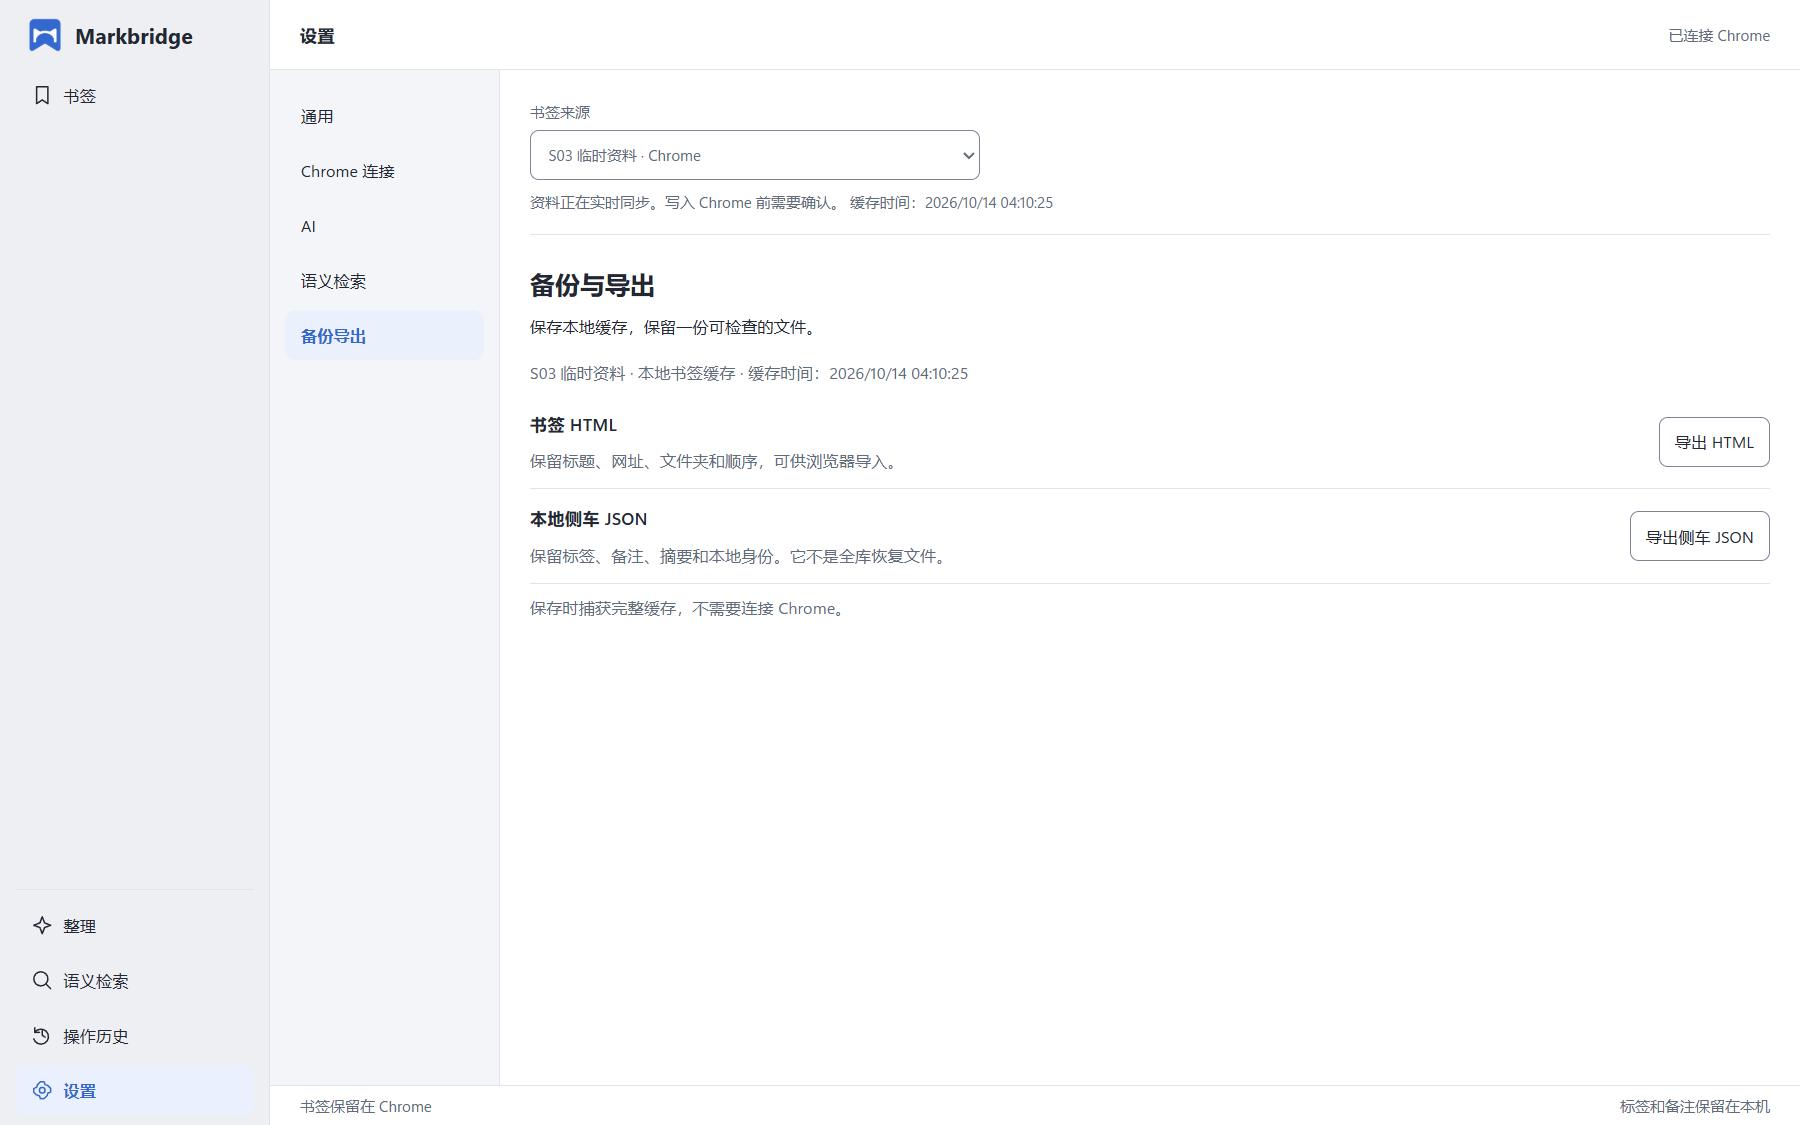 Markbridge
书签
整理
语义检索
操作历史
设置
设置
已连接 Chrome
通用
Chrome 连接
AI
语义检索
备份导出
书签来源
S03 临时资料 · Chrome
资料正在实时同步。写入 Chrome 前需要确认。 缓存时间：2026/10/14 04:10:25
备份与导出
保存本地缓存，保留一份可检查的文件。
S03 临时资料 · 本地书签缓存 · 缓存时间：2026/10/14 04:10:25
书签 HTML
保留标题、网址、文件夹和顺序，可供浏览器导入。
导出 HTML
本地侧车 JSON
保留标签、备注、摘要和本地身份。它不是全库恢复文件。
导出侧车 JSON
保存时捕获完整缓存，不需要连接 Chrome。
书签保留在 Chrome
标签和备注保留在本机